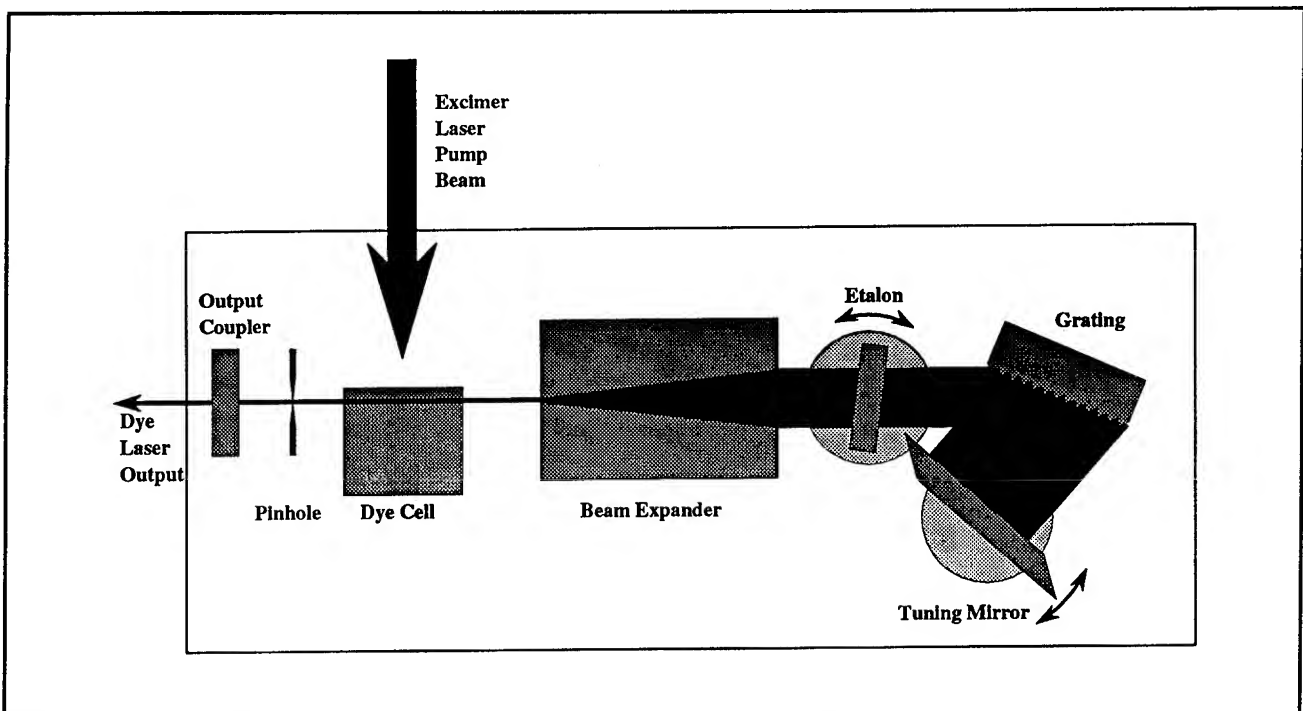 Excimer
Laser
Pump
Beam
Output
Coupler
Etalon
Grating
Dye
Laser
Output
Pinhole
Dye Cell
Beam Expander
Tuning Mirror